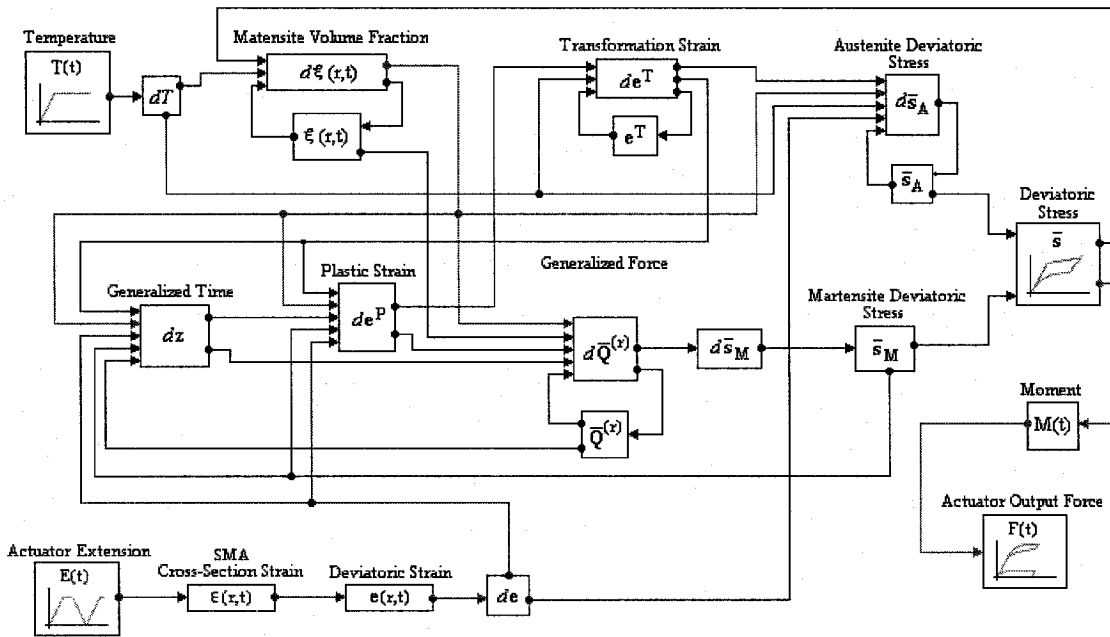 Temperature
T(t)
dT
Matensite Volume Fraction
dξ(r,t)
ξ(r,t)
Transformation Strain
de^T
e^T
Austenite Deviatoric
Stress
ds̄_A
s̄_A
Deviatoric
Stress
s̄
Generalized Time
dz
Plastic Strain
de^P
Generalized Force
dQ̄^(r)
Q̄^(r)
ds̄_M
Martensite Deviatoric
Stress
s̄_M
Moment
M(t)
Actuator Output Force
F(t)
Actuator Extension
E(t)
SMA
Cross-Section Strain
ϵ(r,t)
Deviatoric Strain
e(r,t)
de